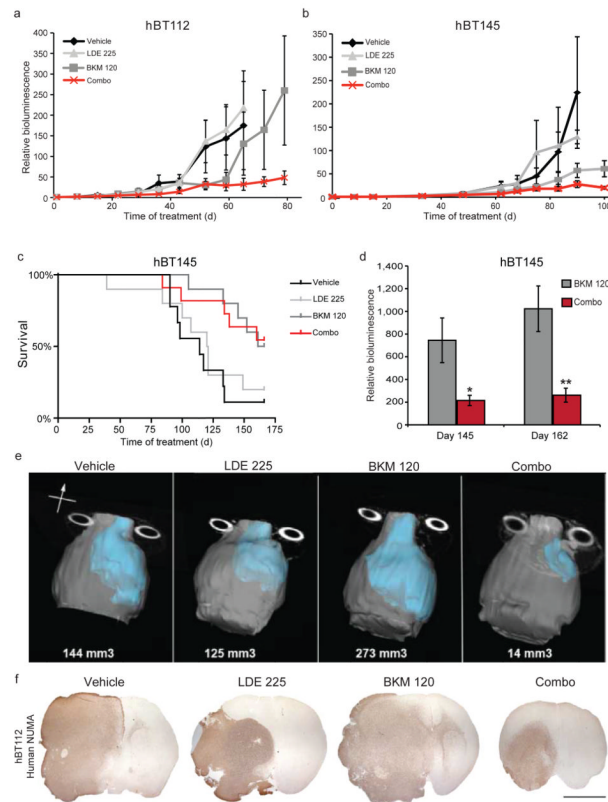 a
hBT112
Relative bioluminescence
400
350
300
250
200
150
100
50
0
0 20 40 60 80
Time of treatment (d)
Vehicle
LDE 225
BKM 120
Combo
b
hBT145
Relative bioluminescence
350
300
250
200
150
100
50
0
0 20 40 60 80 100
Time of treatment (d)
Vehicle
LDE 225
BKM 120
Combo
c
hBT145
Survival
100%
50%
0%
0 25 50 75 100 125 150 175
Time of treatment (d)
Vehicle
LDE 225
BKM 120
Combo
d
hBT145
Relative bioluminescence
1,400
1,200
1,000
800
600
400
200
0
BKM 120
Combo
*
**
Day 145 Day 162
e
Vehicle LDE 225 BKM 120 Combo
144 mm3 125 mm3 273 mm3 14 mm3
f
Vehicle LDE 225 BKM 120 Combo
hBT112
Human NUMA